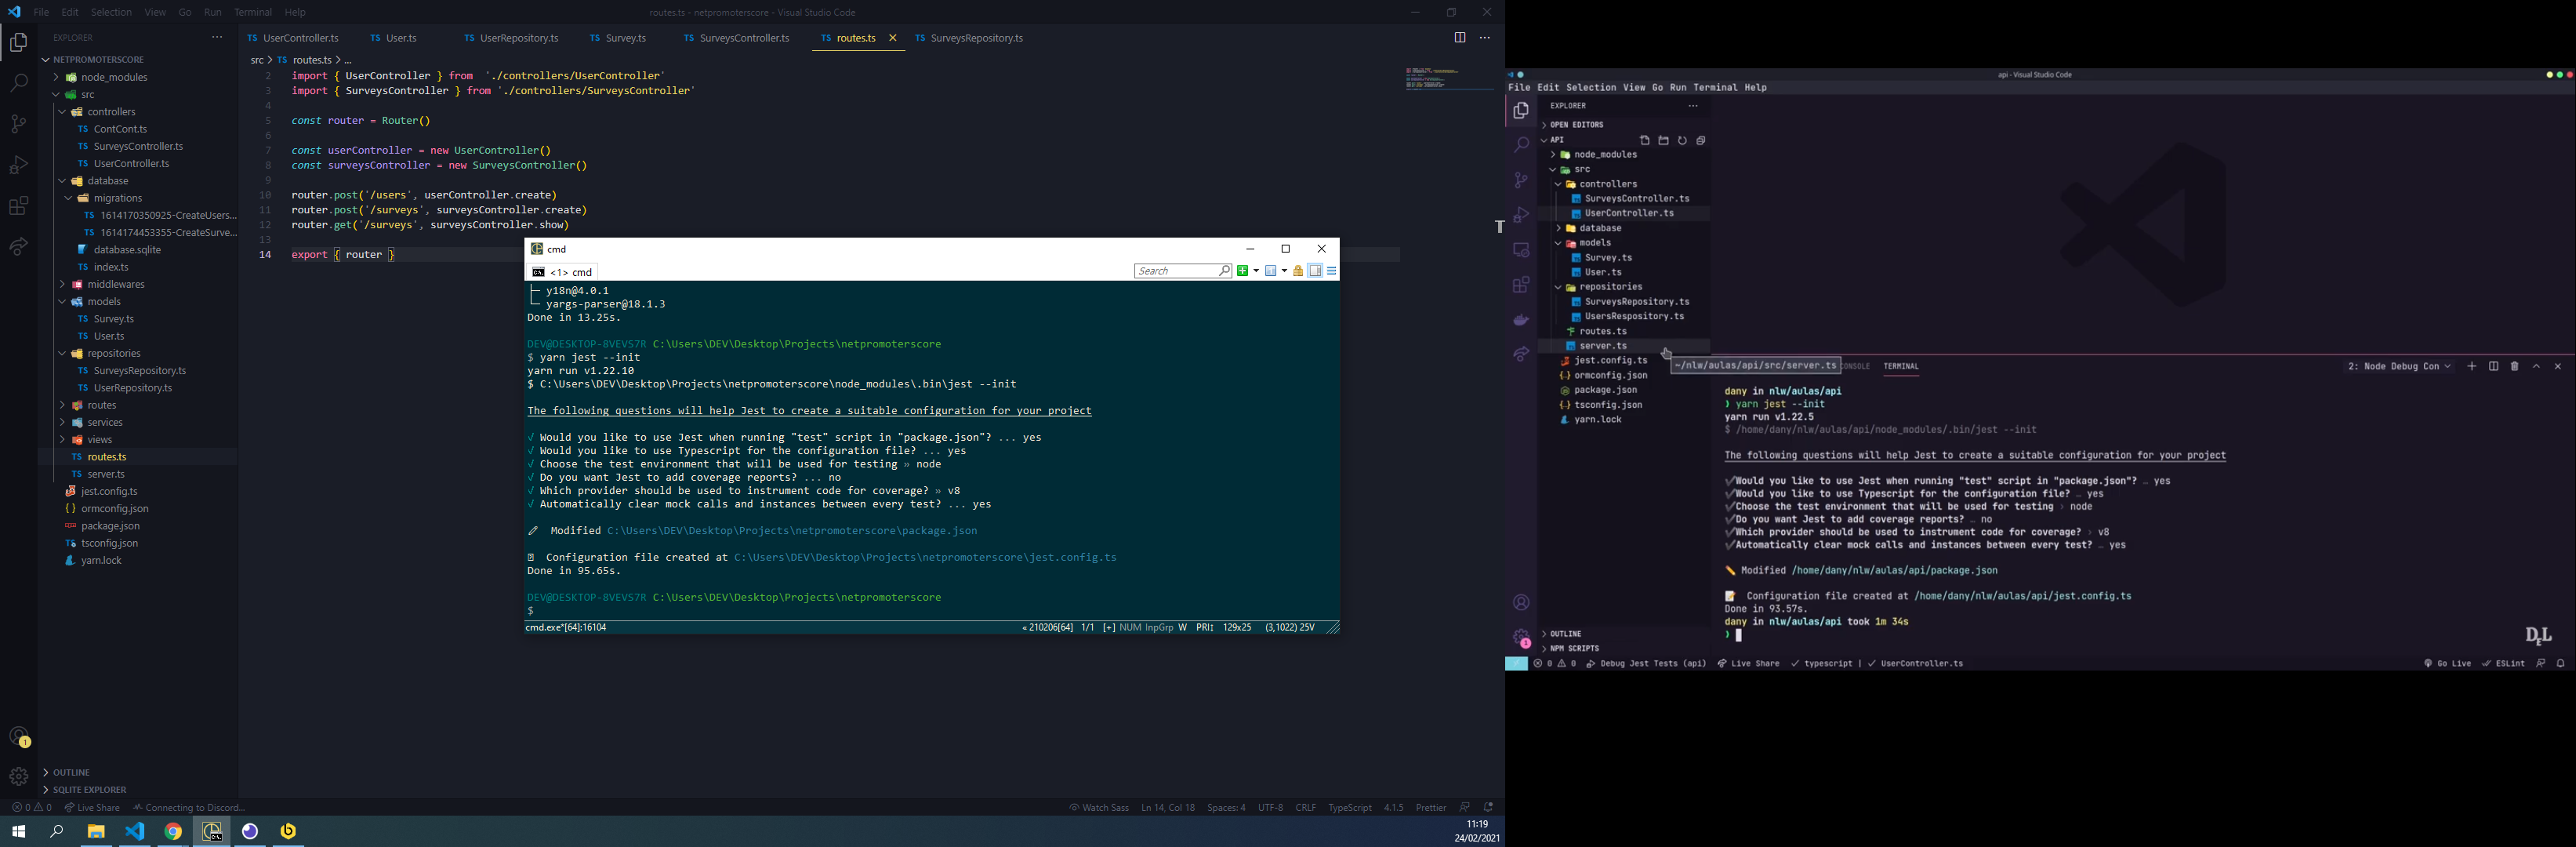 File Edit Selection View Go Run Terminal Help
routes.ts - netpromoterscore - Visual Studio Code
EXPLORER
NETPROMOTERSCORE
node_modules
src
controllers
TS ContCont.ts
TS SurveysController.ts
TS UserController.ts
database
migrations
TS 1614170350925-CreateUsers...
TS 1614174453355-CreateSurve...
database.sqlite
TS index.ts
middlewares
models
TS Survey.ts
TS User.ts
repositories
TS SurveysRepository.ts
TS UserRepository.ts
routes
services
views
TS routes.ts
TS server.ts
jest.config.ts
ormconfig.json
package.json
tsconfig.json
yarn.lock
OUTLINE
SQLITE EXPLORER
TS UserController.ts TS User.ts TS UserRepository.ts TS Survey.ts TS SurveysController.ts TS routes.ts TS SurveysRepository.ts
src > TS routes.ts > ...
2 import { UserController } from './controllers/UserController'
3 import { SurveysController } from './controllers/SurveysController'
4
5 const router = Router()
6
7 const userController = new UserController()
8 const surveysController = new SurveysController()
9
10 router.post('/users', userController.create)
11 router.post('/surveys', surveysController.create)
12 router.get('/surveys', surveysController.show)
13
14 export { router }
cmd
<1> cmd
Search
y18n@4.0.1
yargs-parser@18.1.3
Done in 13.25s.
DEV@DESKTOP-8VEVS7R C:\Users\DEV\Desktop\Projects\netpromoterscore
$ yarn jest --init
yarn run v1.22.10
$ C:\Users\DEV\Desktop\Projects\netpromoterscore\node_modules\.bin\jest --init
The following questions will help Jest to create a suitable configuration for your project
√ Would you like to use Jest when running "test" script in "package.json"? ... yes
√ Would you like to use Typescript for the configuration file? ... yes
√ Choose the test environment that will be used for testing » node
√ Do you want Jest to add coverage reports? ... no
√ Which provider should be used to instrument code for coverage? » v8
√ Automatically clear mock calls and instances between every test? ... yes
Modified C:\Users\DEV\Desktop\Projects\netpromoterscore\package.json
Configuration file created at C:\Users\DEV\Desktop\Projects\netpromoterscore\jest.config.ts
Done in 95.65s.
DEV@DESKTOP-8VEVS7R C:\Users\DEV\Desktop\Projects\netpromoterscore
$
cmd.exe*[64]:16104 « 210206[64] 1/1 [+] NUM InpGrp W PRI↕ 129x25 (3,1022) 25V
0 0 Live Share Connecting to Discord...
Watch Sass Ln 14, Col 18 Spaces: 4 UTF-8 CRLF TypeScript 4.1.5 Prettier
11:19
24/02/2021
api - Visual Studio Code
File Edit Selection View Go Run Terminal Help
EXPLORER
OPEN EDITORS
API
node_modules
src
controllers
SurveysController.ts
UserController.ts
database
models
Survey.ts
User.ts
repositories
SurveysRepository.ts
UsersRespository.ts
routes.ts
server.ts
jest.config.ts
ormconfig.json
package.json
tsconfig.json
yarn.lock
OUTLINE
NPM SCRIPTS
~/nlw/aulas/api/src/server.ts
CONSOLE TERMINAL
2: Node Debug Con
dany in nlw/aulas/api
❯ yarn jest --init
yarn run v1.22.5
$ /home/dany/nlw/aulas/api/node_modules/.bin/jest --init
The following questions will help Jest to create a suitable configuration for your project
✔Would you like to use Jest when running "test" script in "package.json"? … yes
✔Would you like to use Typescript for the configuration file? … yes
✔Choose the test environment that will be used for testing › node
✔Do you want Jest to add coverage reports? … no
✔Which provider should be used to instrument code for coverage? › v8
✔Automatically clear mock calls and instances between every test? … yes
Modified /home/dany/nlw/aulas/api/package.json
Configuration file created at /home/dany/nlw/aulas/api/jest.config.ts
Done in 93.57s.
dany in nlw/aulas/api took 1m 34s
❯
DEL
0 0 Debug Jest Tests (api) Live Share typescript | UserController.ts
Go Live ESLint